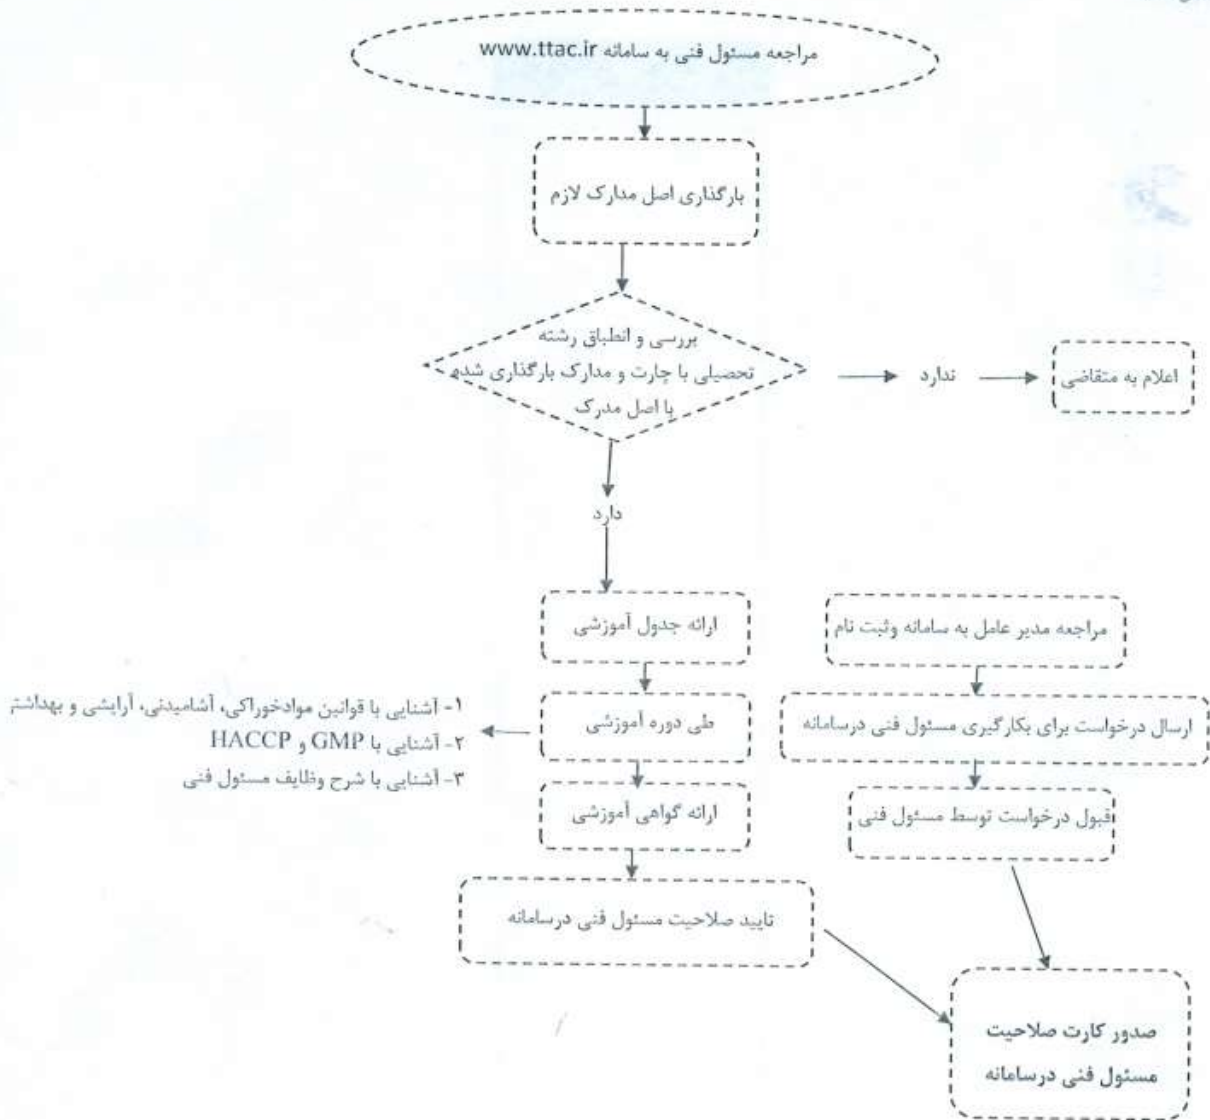 مراجعه مسئول فنی به سامانه www.ttac.ir
بارگذاری اصل مدارک لازم
بررسی و انطباق رشته
تحصیلی با چارت و مدارک بارگذاری شده
با اصل مدرک
ندارد
اعلام به متقاضی
دارد
ارائه جدول آموزشی
مراجعه مدیر عامل به سامانه وثبت نام
طی دوره آموزشی
ارسال درخواست برای بکارگیری مسئول فنی درسامانه
۱- آشنایی با قوانین موادخوراکی، آشامیدنی، آرایشی و بهداشتی
۲- آشنایی با GMP و HACCP
۳- آشنایی با شرح وظایف مسئول فنی
ارائه گواهی آموزشی
قبول درخواست توسط مسئول فنی
تایید صلاحیت مسئول فنی درسامانه
صدور کارت صلاحیت
مسئول فنی درسامانه